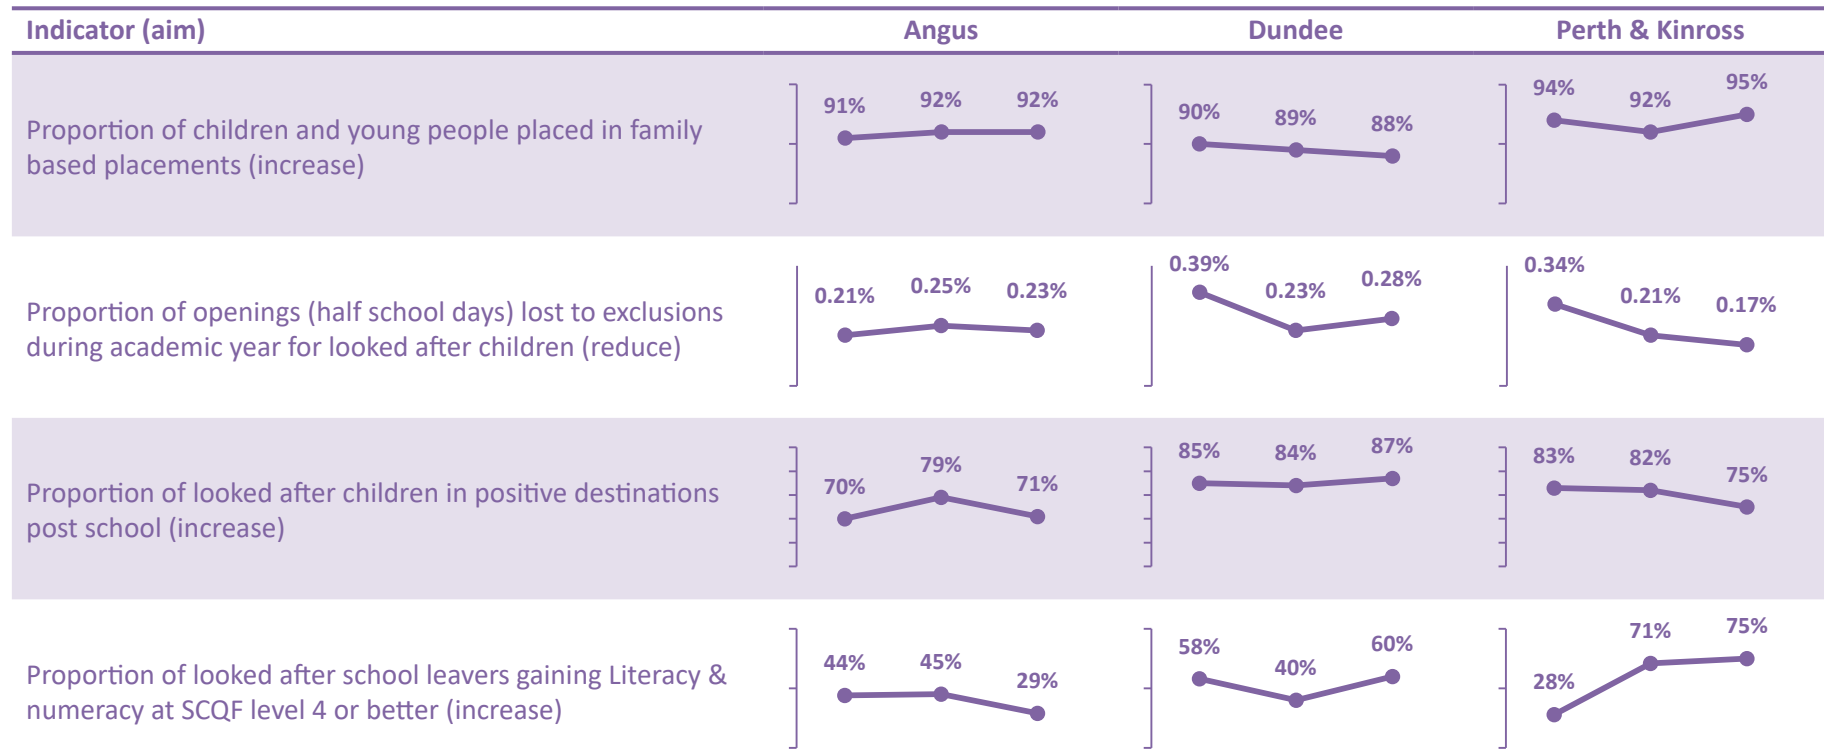 Indicator (aim) Angus Dundee Perth & Kinross
Proportion of children and young people placed in family
based placements (increase)
91% 92% 92%
90% 89% 88%
94% 92% 95%
Proportion of openings (half school days) lost to exclusions
during academic year for looked after children (reduce)
0.21% 0.25% 0.23%
0.39% 0.23% 0.28%
0.34% 0.21% 0.17%
Proportion of looked after children in positive destinations
post school (increase)
70% 79% 71%
85% 84% 87%
83% 82% 75%
Proportion of looked after school leavers gaining Literacy &
numeracy at SCQF level 4 or better (increase)
44% 45% 29%
58% 40% 60%
28% 71% 75%